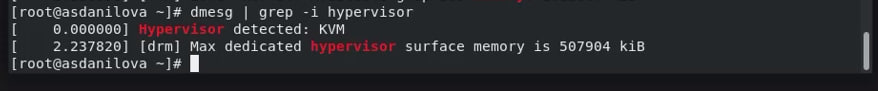 [root@asdanilova ~]# dmesg | grep -i hypervisor
[    0.000000] Hypervisor detected: KVM
[    2.237820] [drm] Max dedicated hypervisor surface memory is 507904 kiB
[root@asdanilova ~]#